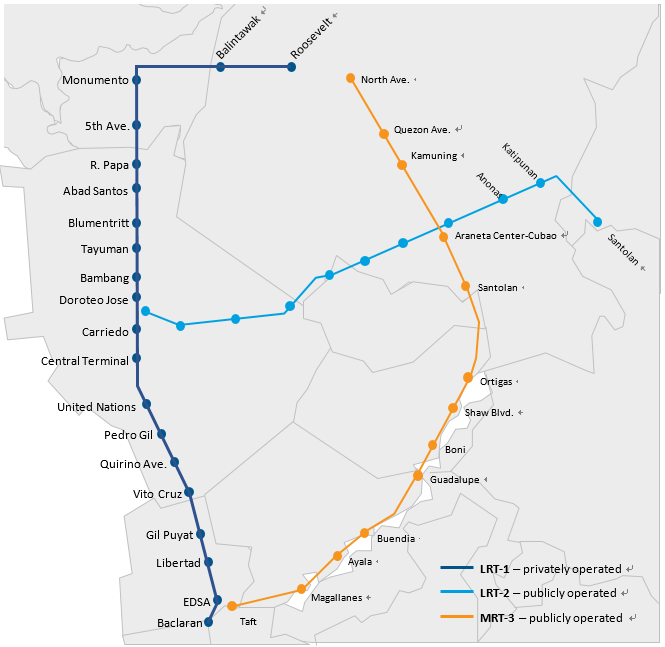 Balintawak
Roosevelt
Monumento
5th Ave.
R. Papa
Abad Santos
Blumentritt
Tayuman
Bambang
Doroteo Jose
Carriedo
Central Terminal
United Nations
Pedro Gil
Quirino Ave.
Vito Cruz
Gil Puyat
Libertad
EDSA
Baclaran
North Ave.
Quezon Ave.
Kamuning
Katipunan
Anonas
Araneta Center-Cubao
Santolan
Santolan
Ortigas
Shaw Blvd.
Boni
Guadalupe
Buendia
Ayala
Magallanes
Taft
LRT-1 – privately operated
LRT-2 – publicly operated
MRT-3 – publicly operated